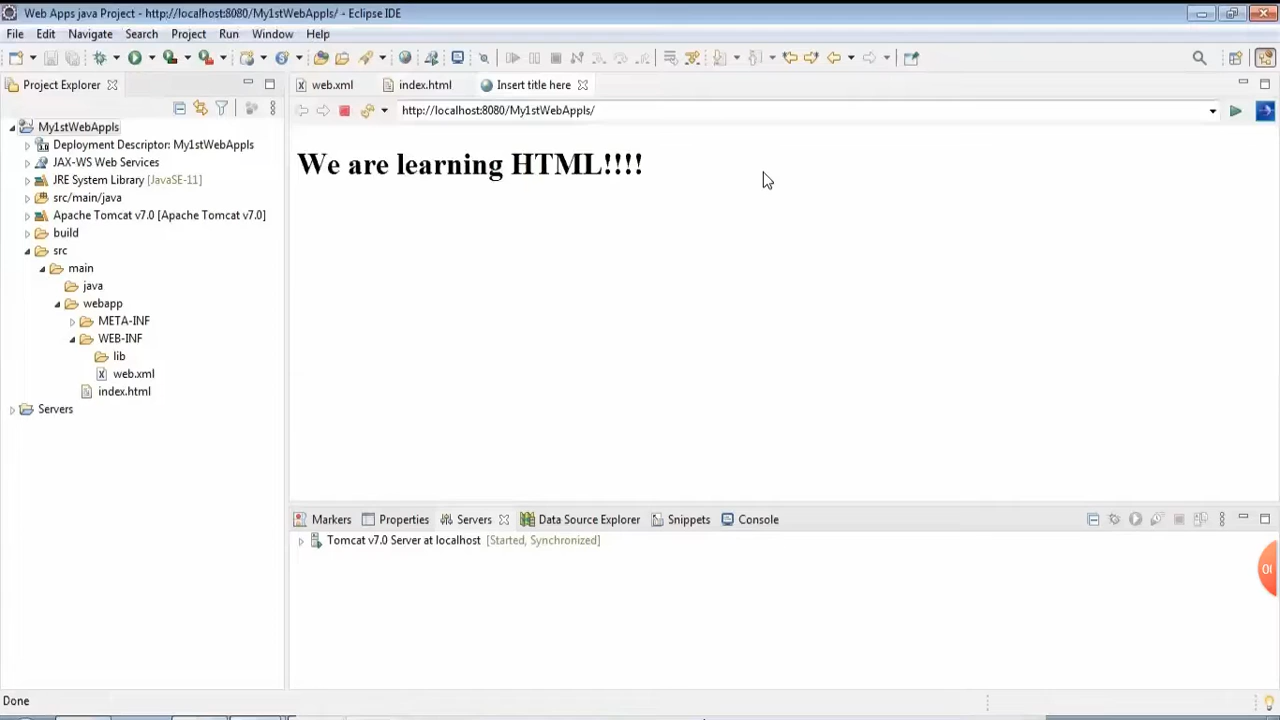 Web Apps java Project - http://localhost:8080/My1stWebAppls/ - Eclipse IDE
File Edit Navigate Search Project Run Window Help
Project Explorer
web.xml index.html Insert title here
http://localhost:8080/My1stWebAppls/
My1stWebAppls
Deployment Descriptor: My1stWebAppls
JAX-WS Web Services
JRE System Library [JavaSE-11]
src/main/java
Apache Tomcat v7.0 [Apache Tomcat v7.0]
build
src
main
java
webapp
META-INF
WEB-INF
lib
web.xml
index.html
Servers
We are learning HTML!!!!
Markers Properties Servers Data Source Explorer Snippets Console
Tomcat v7.0 Server at localhost [Started, Synchronized]
Done